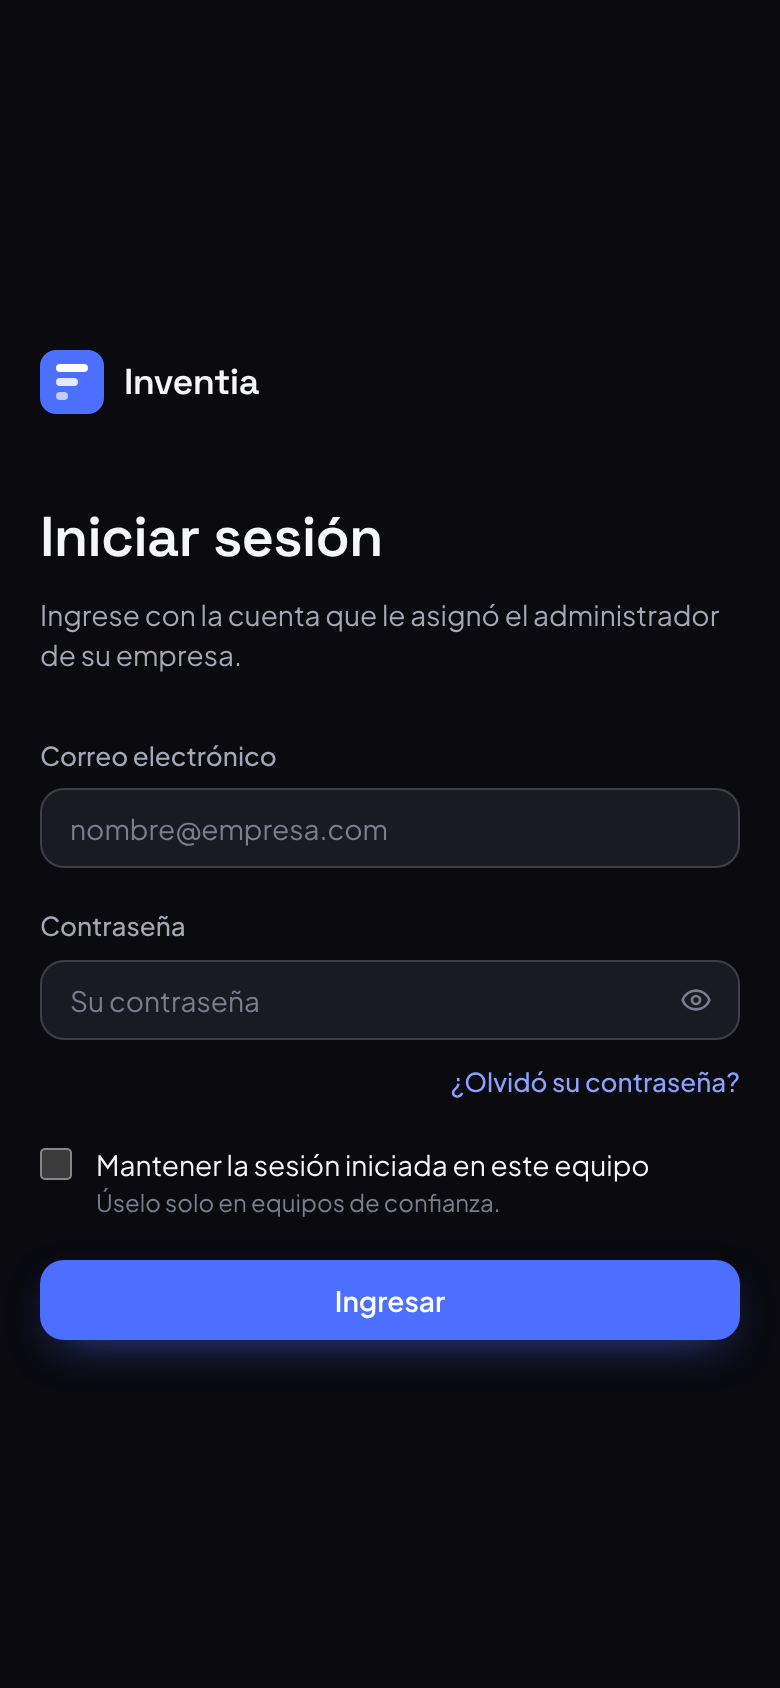 Inventia
Iniciar sesión
Ingrese con la cuenta que le asignó el administrador
de su empresa.
Correo electrónico
nombre@empresa.com
Contraseña
Su contraseña
¿Olvidó su contraseña?
Mantener la sesión iniciada en este equipo
Úselo solo en equipos de confianza.
Ingresar